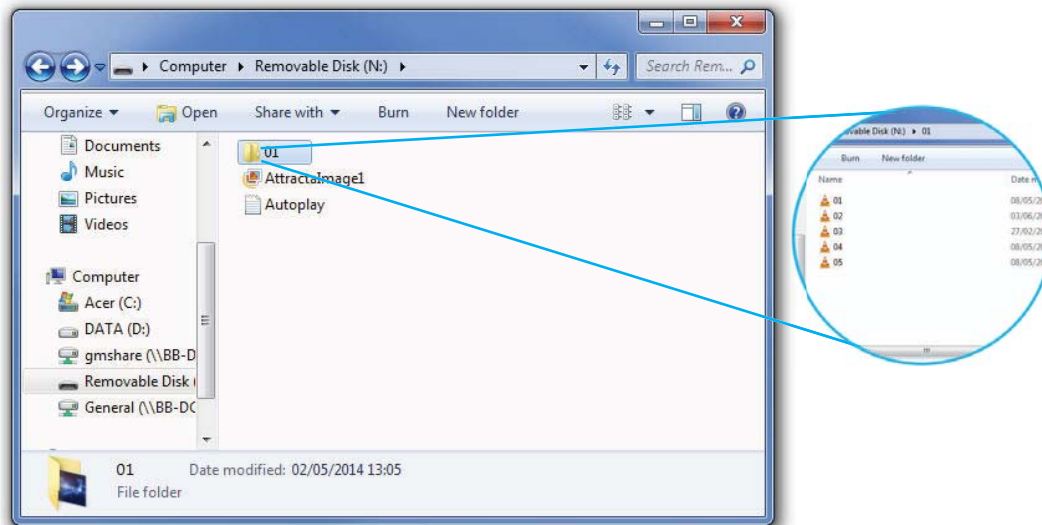 Computer ▸ Removable Disk (N:) ▸
Search Rem...
Organize ▾ Open Share with ▾ Burn New folder
Documents
Music
Pictures
Videos
Computer
Acer (C:)
DATA (D:)
gmshare (\\BB-D
Removable Disk (
General (\\BB-DC
01
AttractaImage1
Autoplay
01 Date modified: 02/05/2014 13:05
File folder
ovable Disk (N:) ▸ 01
Burn New folder
Name Date m
01 08/05/20
02 03/06/20
03 27/02/20
04 08/05/20
05 08/05/20